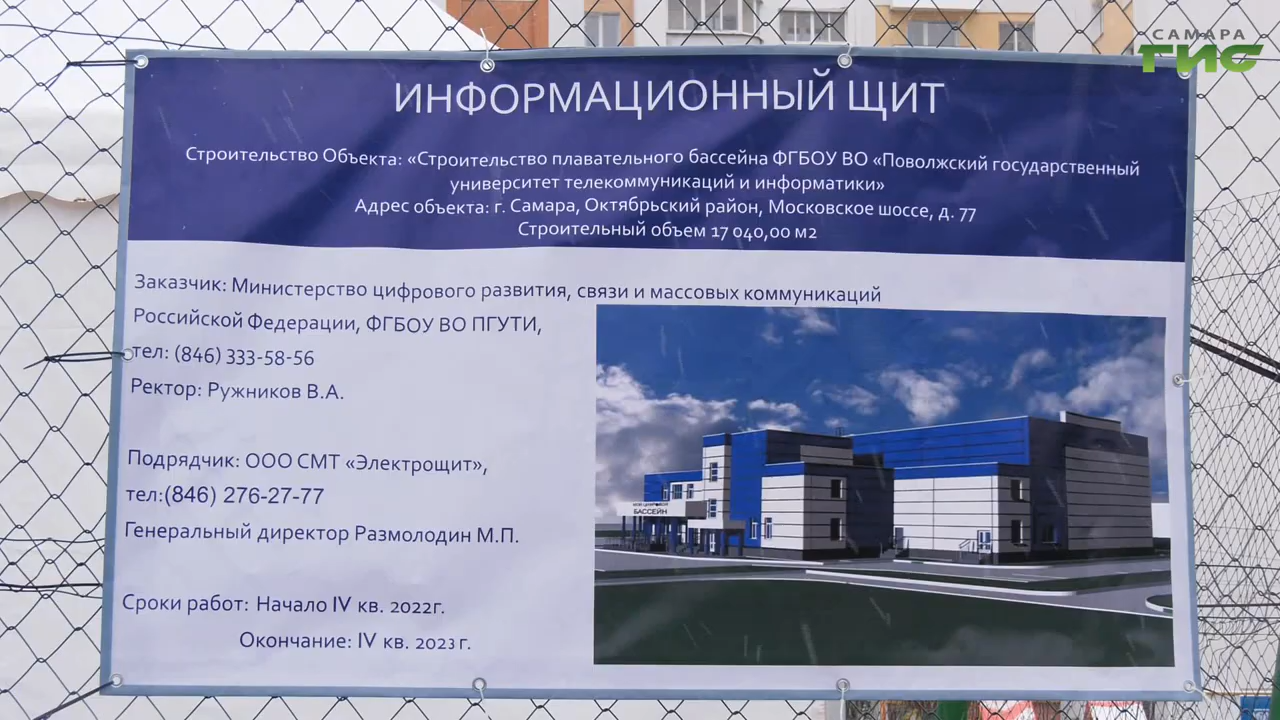 САМАРА
ГИС
ИНФОРМАЦИОННЫЙ ЩИТ
Строительство Объекта: «Строительство плавательного бассейна ФГБОУ ВО «Поволжский государственный
университет телекоммуникаций и информатики»
Адрес объекта: г. Самара, Октябрьский район, Московское шоссе, д. 77
Строительный объем 17 040,00 м2
Заказчик: Министерство цифрового развития, связи и массовых коммуникаций
Российской Федерации, ФГБОУ ВО ПГУТИ,
тел: (846) 333-58-56
Ректор: Ружников В.А.
Подрядчик: ООО СМТ «Электрощит»,
тел:(846) 276-27-77
Генеральный директор Размолодин М.П.
Сроки работ: Начало IV кв. 2022г.
Окончание: IV кв. 2023 г.
БАССЕЙН